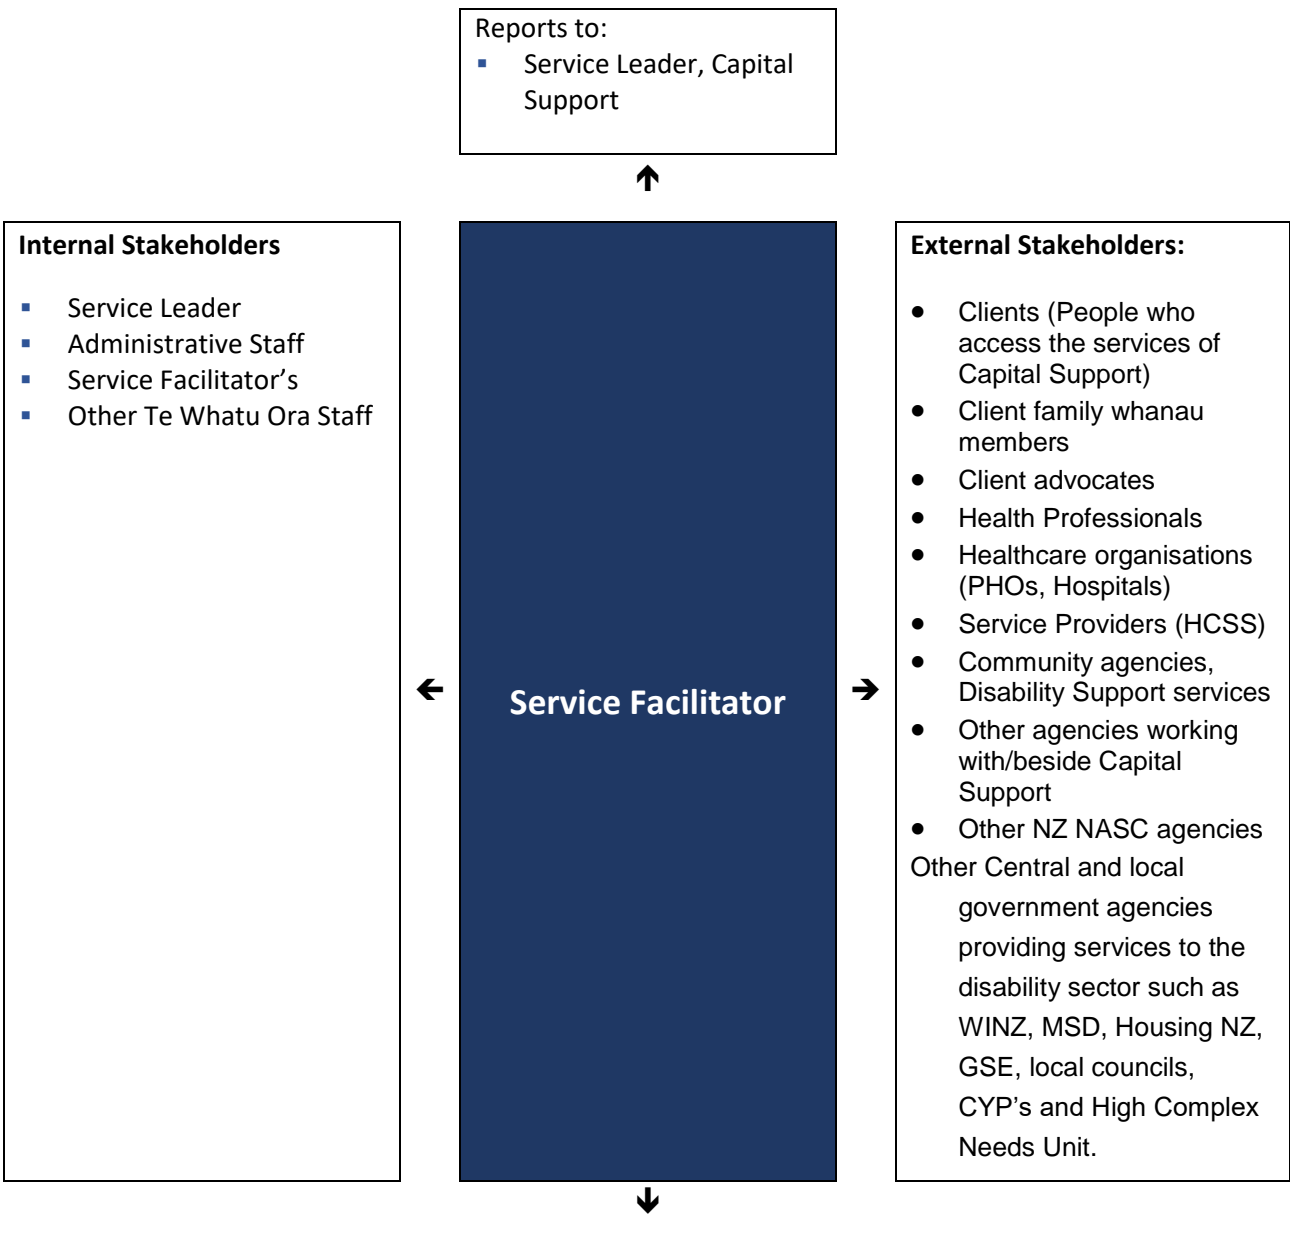 Reports to:
▪ Service Leader, Capital
Support
Internal Stakeholders
▪ Service Leader
▪ Administrative Staff
▪ Service Facilitator’s
▪ Other Te Whatu Ora Staff
Service Facilitator
External Stakeholders:
● Clients (People who
access the services of
Capital Support)
● Client family whanau
members
● Client advocates
● Health Professionals
● Healthcare organisations
(PHOs, Hospitals)
● Service Providers (HCSS)
● Community agencies,
Disability Support services
● Other agencies working
with/beside Capital
Support
● Other NZ NASC agencies
Other Central and local
government agencies
providing services to the
disability sector such as
WINZ, MSD, Housing NZ,
GSE, local councils,
CYP’s and High Complex
Needs Unit.